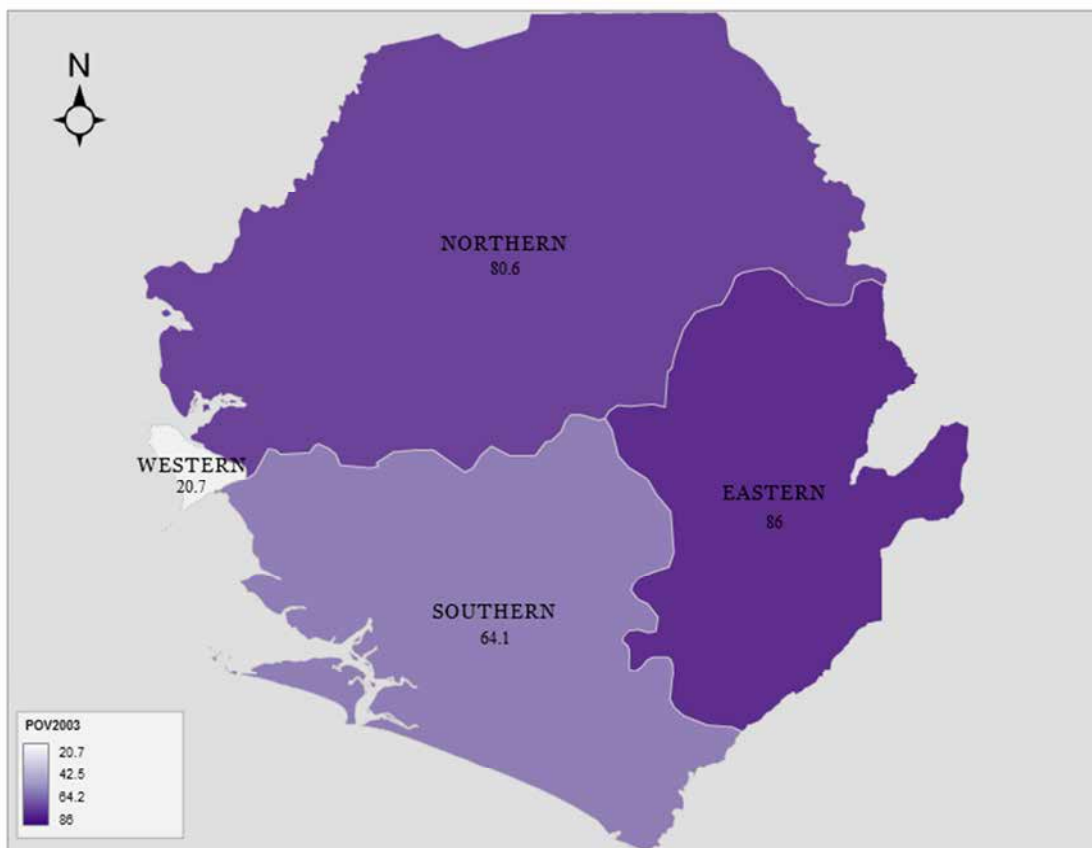 N
NORTHERN
80.6
WESTERN
20.7
EASTERN
86
SOUTHERN
64.1
POV2003
20.7
42.5
64.2
86